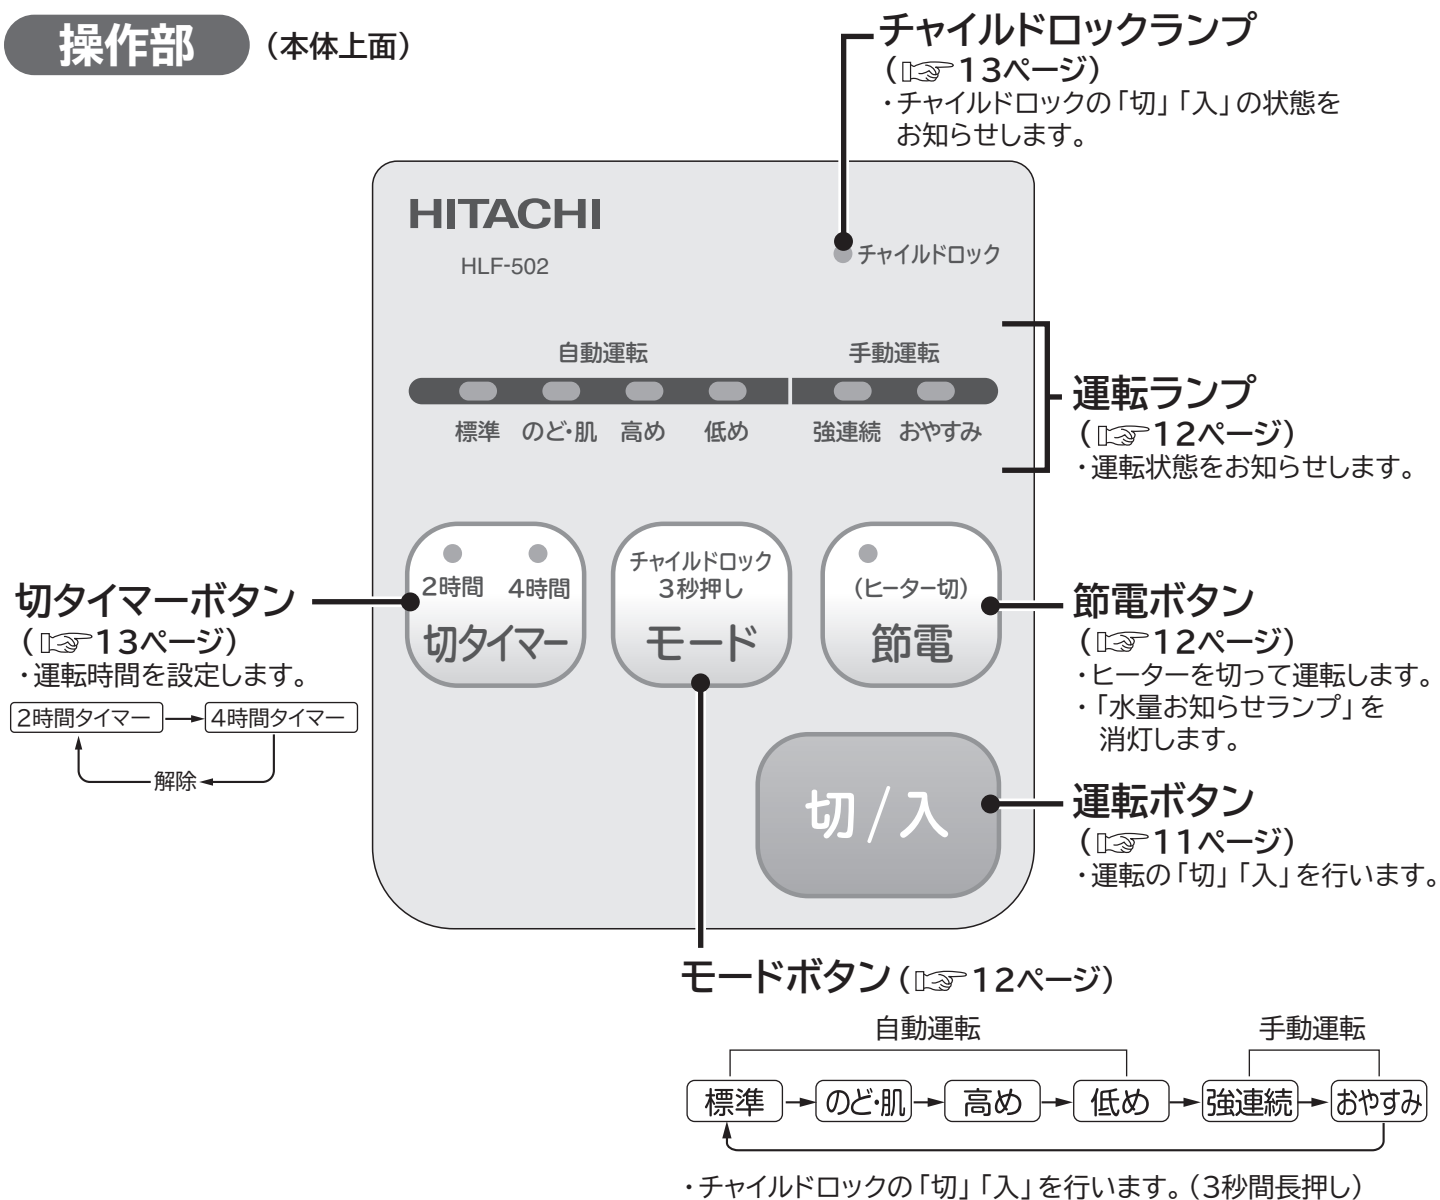 操作部 （本体上面）
チャイルドロックランプ
（☞13ページ）
・チャイルドロックの「切」「入」の状態を
お知らせします。
HITACHI
HLF-502
チャイルドロック
自動運転 手動運転
標準 のど・肌 高め 低め 強連続 おやすみ
運転ランプ
（☞12ページ）
・運転状態をお知らせします。
2時間 4時間
切タイマー
チャイルドロック
3秒押し
モード
（ヒーター切）
節電
切/入
切タイマーボタン
（☞13ページ）
・運転時間を設定します。
2時間タイマー 4時間タイマー
解除
節電ボタン
（☞12ページ）
・ヒーターを切って運転します。
・「水量お知らせランプ」を
消灯します。
運転ボタン
（☞11ページ）
・運転の「切」「入」を行います。
モードボタン（☞12ページ）
自動運転 手動運転
標準 のど・肌 高め 低め 強連続 おやすみ
・チャイルドロックの「切」「入」を行います。（3秒間長押し）